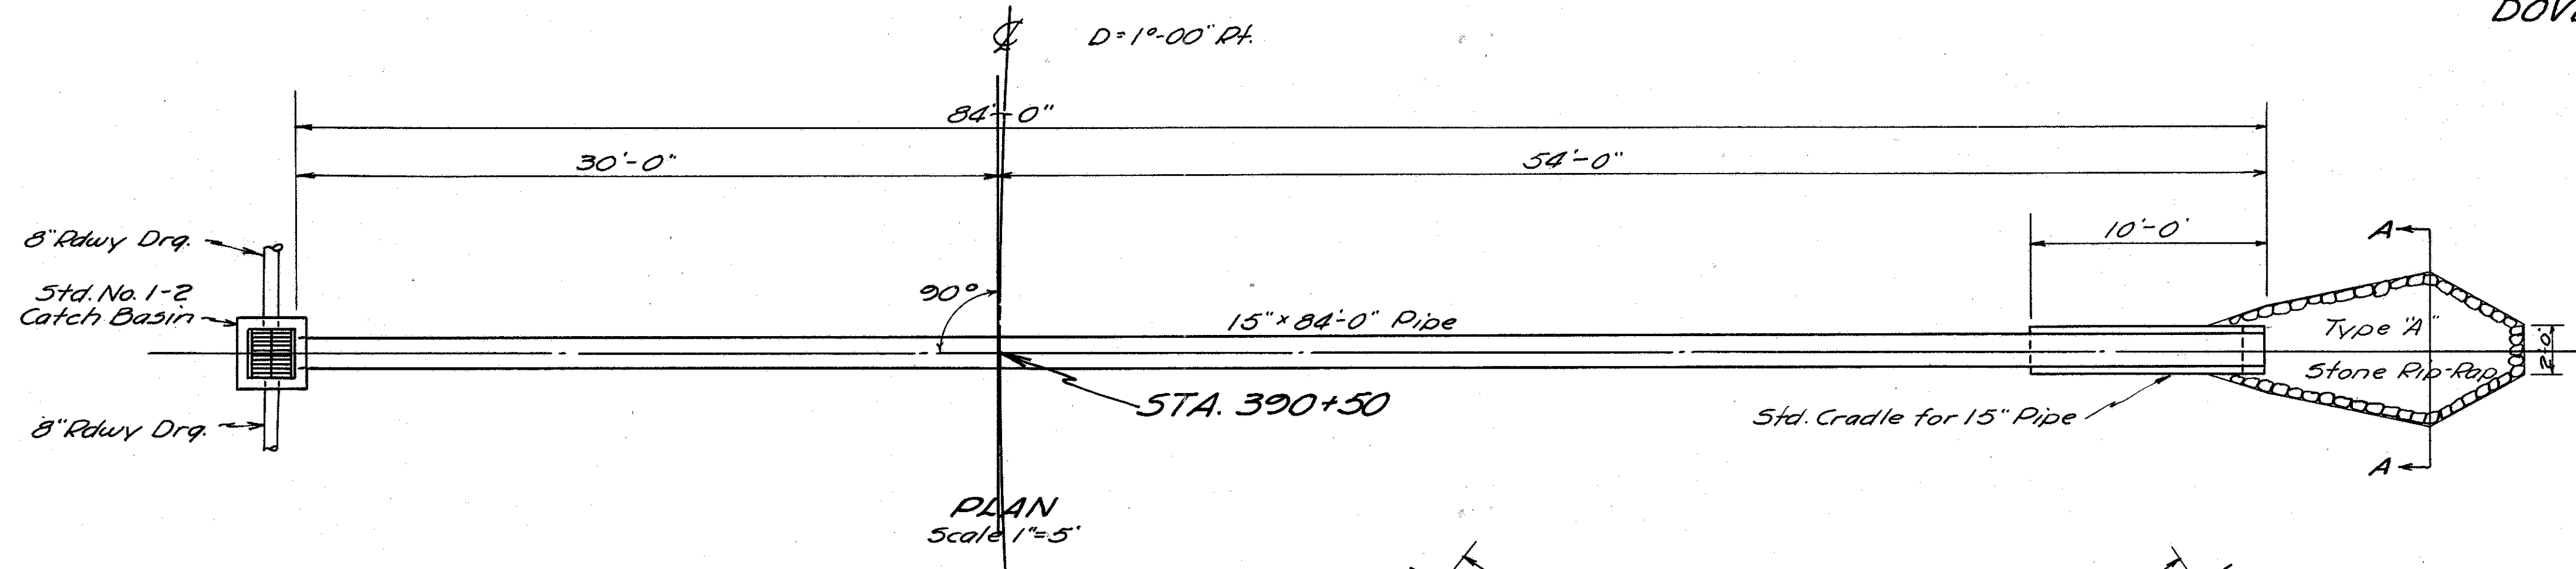 DOVE
℄ D=1°-00" Rt.
84'-0"
30'-0"
54'-0"
10'-0'
8" Rdwy Drg.
A
Std. No. 1-2
Catch Basin
90°
15" x 84'-0" Pipe
Type "A"
2'-0"
Stone Rip-Rap
STA. 390+50
Std. Cradle for 15" Pipe
8" Rdwy Drg.
A
PLAN
Scale 1"=5'